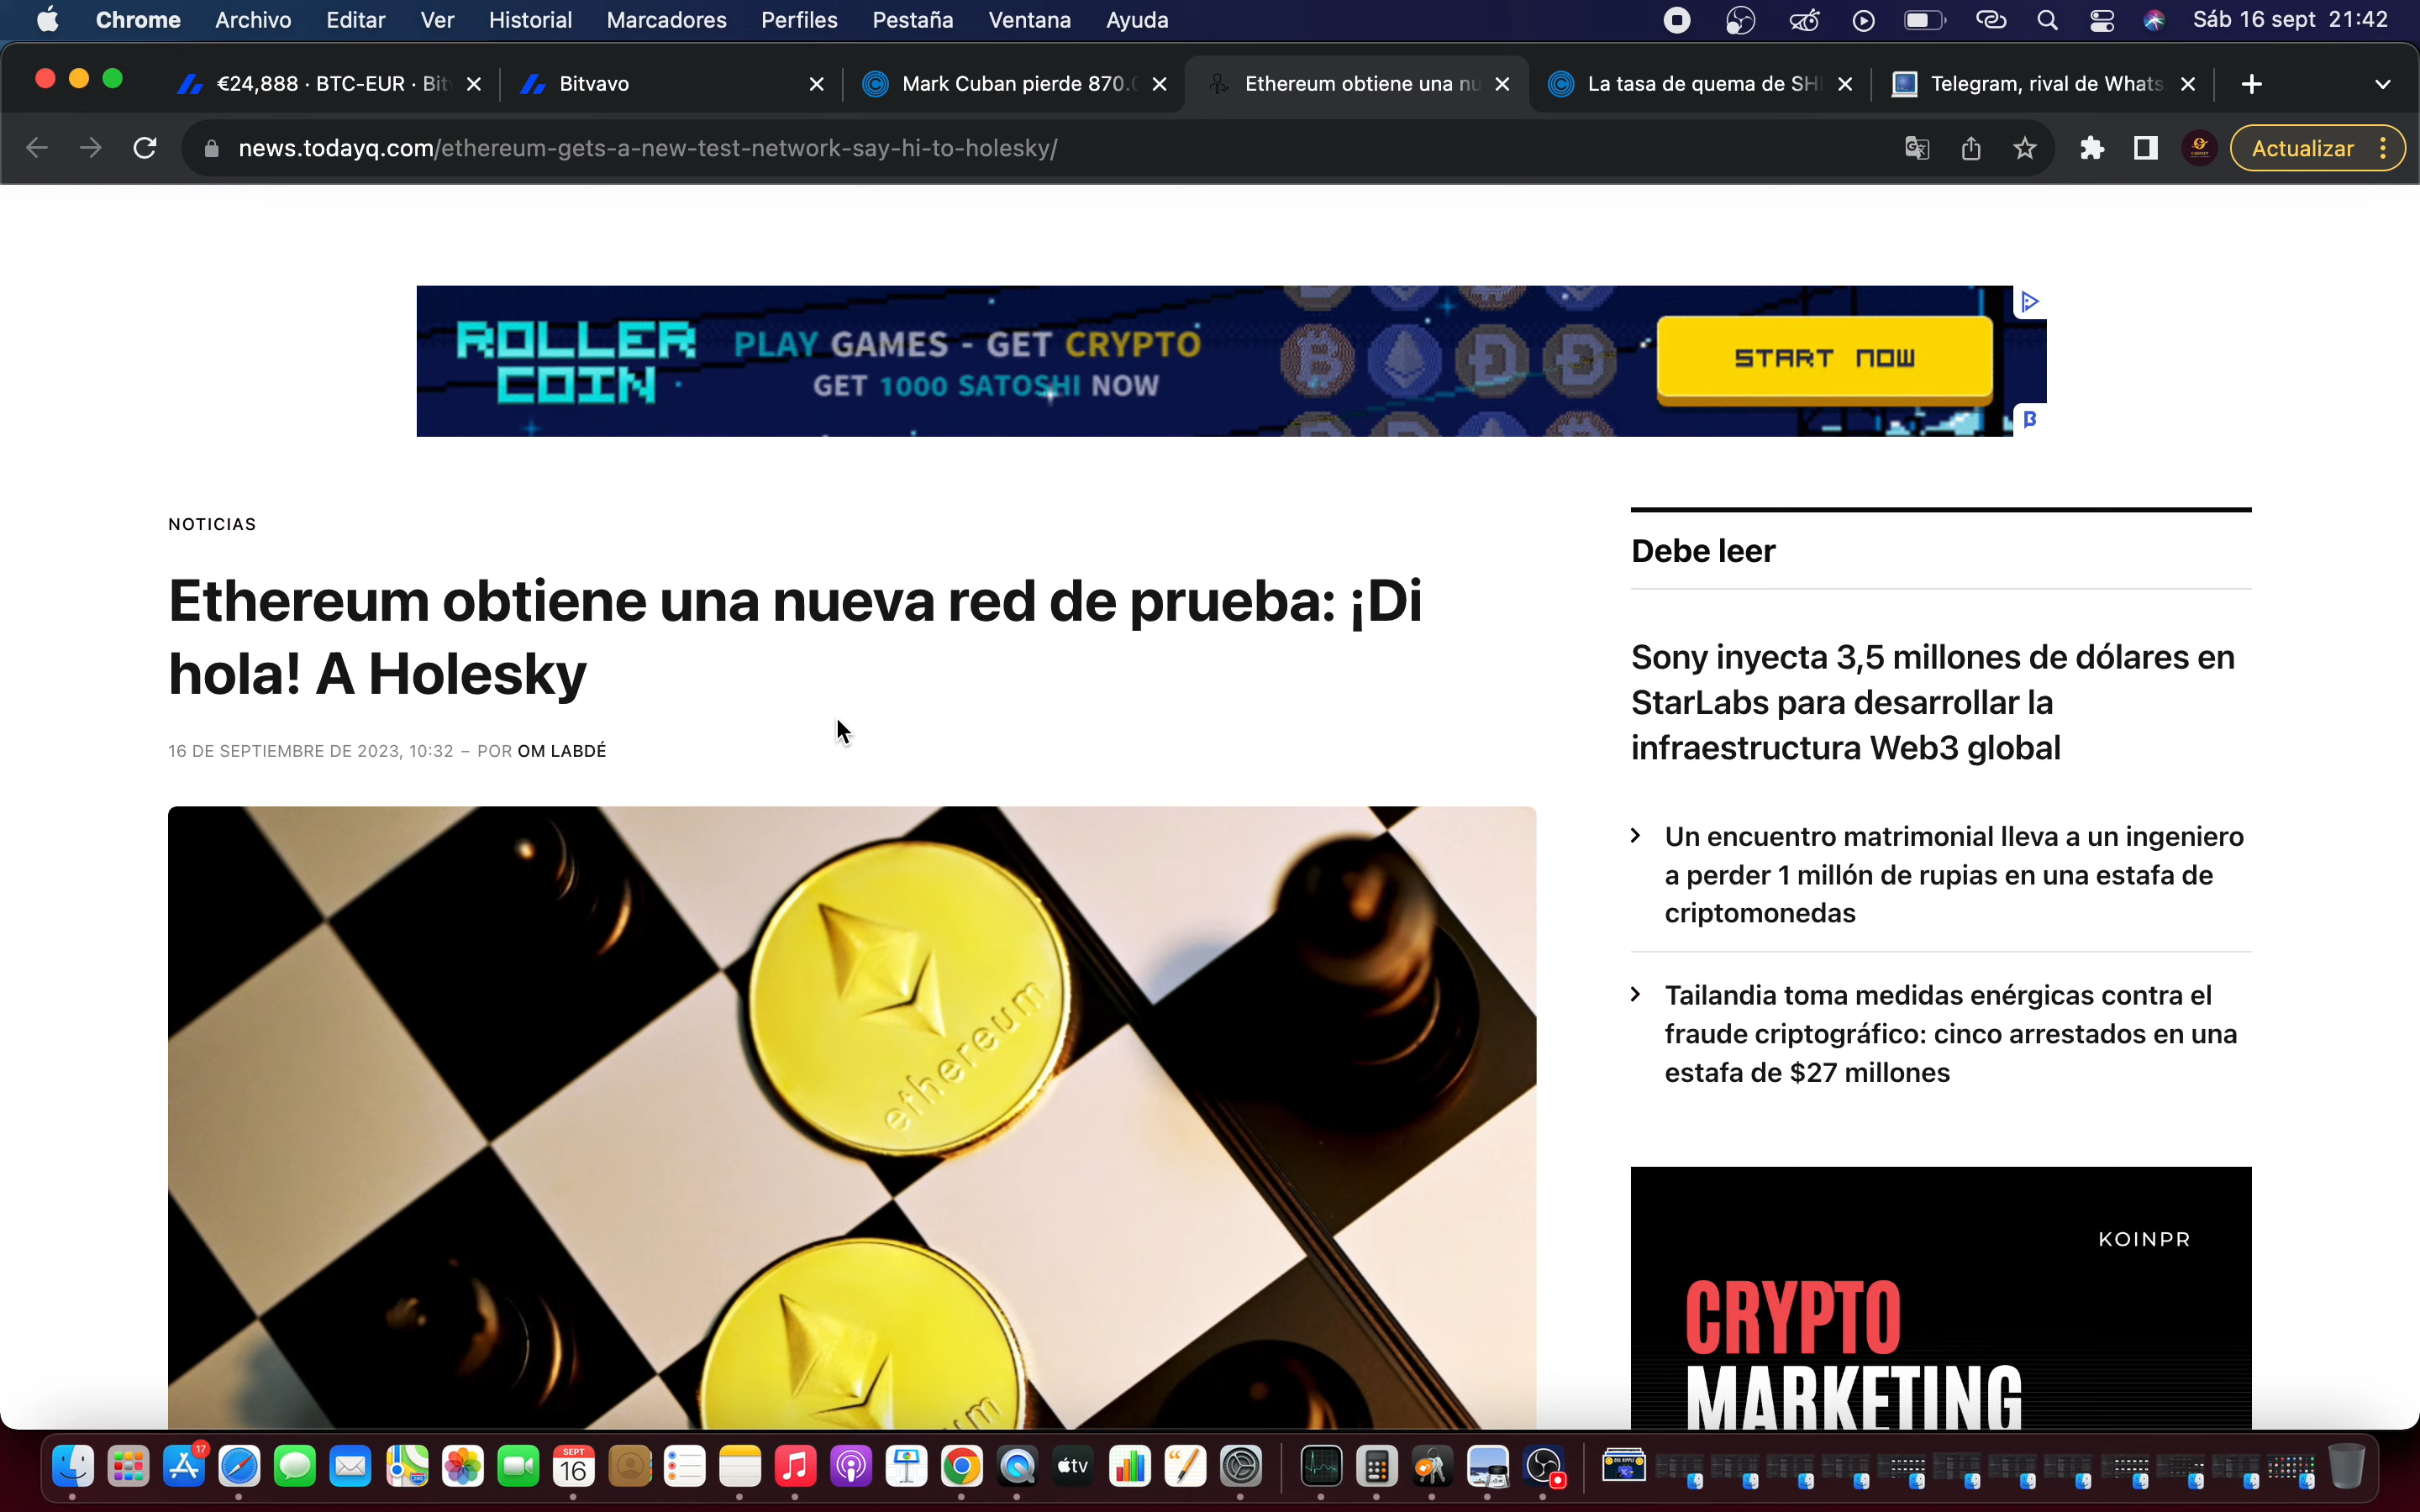 Chrome Archivo Editar Ver Historial Marcadores Perfiles Pestaña Ventana Ayuda Sáb 16 sept 21:42
€24,888 · BTC-EUR · Bit Bitvavo Mark Cuban pierde 870. Ethereum obtiene una nu La tasa de quema de SHI Telegram, rival de Whats
news.todayq.com/ethereum-gets-a-new-test-network-say-hi-to-holesky/ Actualizar
ROLLER
COIN
PLAY GAMES - GET CRYPTO
GET 1000 SATOSHI NOW
START NOW
NOTICIAS
Ethereum obtiene una nueva red de prueba: ¡Di
hola! A Holesky
16 DE SEPTIEMBRE DE 2023, 10:32 – POR OM LABDÉ
ethereum
Debe leer
Sony inyecta 3,5 millones de dólares en
StarLabs para desarrollar la
infraestructura Web3 global
Un encuentro matrimonial lleva a un ingeniero
a perder 1 millón de rupias en una estafa de
criptomonedas
Tailandia toma medidas enérgicas contra el
fraude criptográfico: cinco arrestados en una
estafa de $27 millones
KOINPR
CRYPTO
MARKETING
17
SEPT
16
tv